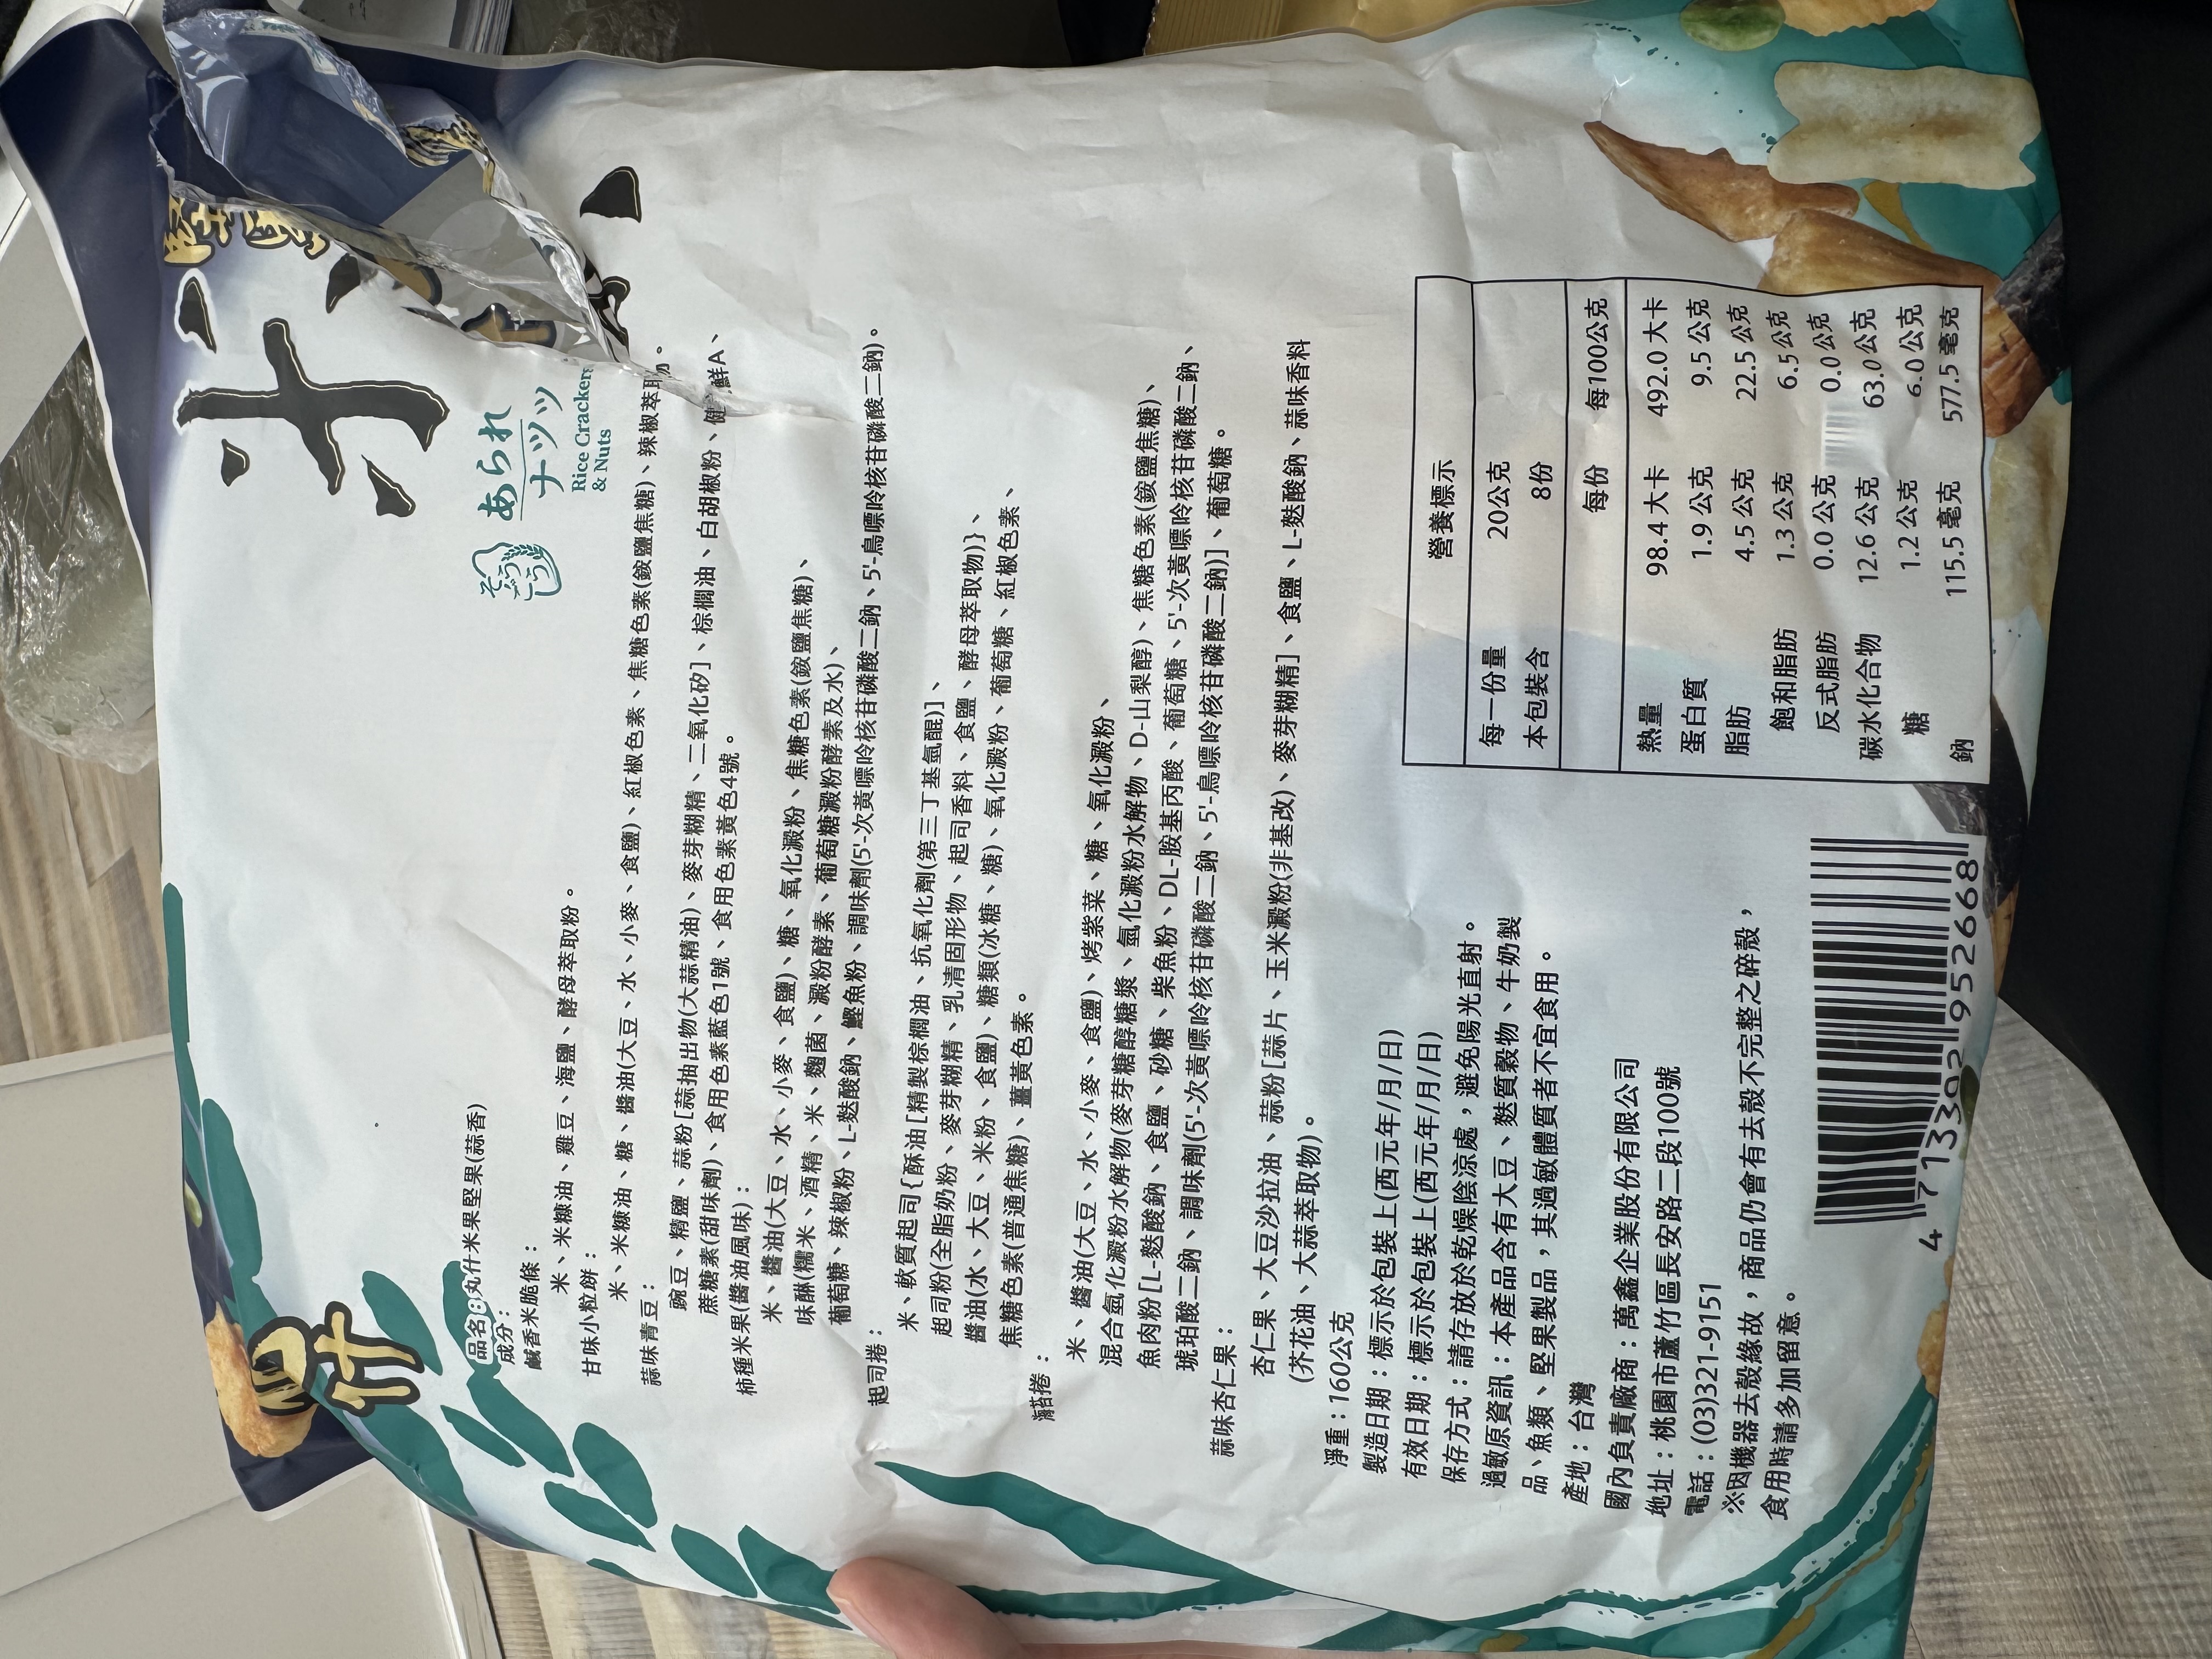 什
あられ
ナッツ
Rice Crackers
& Nuts
品名:8丸什米果堅果(蒜香)
成分:
鹹香米脆條:
米、米糠油、雞豆、海鹽、酵母萃取粉。
甘味小粒餅:
米、米糠油、糖、醬油(大豆、水、小麥、食鹽)、紅椒色素、焦糖色素(銨鹽焦糖)、辣椒萃取物。
蒜味青豆:
豌豆、精鹽、蒜粉[蒜抽出物(大蒜精油)、麥芽糊精、二氧化矽]、棕櫚油、白胡椒粉、健鮮A、
蔗糖素(甜味劑)、食用色素藍色1號、食用色素黃色4號。
柿種米果(醬油風味):
米、醬油(大豆、水、小麥、食鹽)、糖、氧化澱粉、焦糖色素(銨鹽焦糖)、
味醂(糯米、酒精、米、麴菌、澱粉酵素、葡萄糖澱粉酵素及水)、
葡萄糖、辣椒粉、L-麩酸鈉、鰹魚粉、調味劑(5'-次黃嘌呤核苷磷酸二鈉、5'-鳥嘌呤核苷磷酸二鈉)。
起司捲:
米、軟質起司{酥油[精製棕櫚油、抗氧化劑(第三丁基氫醌)]、
起司粉(全脂奶粉、麥芽糊精、乳清固形物、起司香料、食鹽、酵母萃取物)}、
醬油(水、大豆、米粉、食鹽)、糖類(冰糖、糖)、氧化澱粉、葡萄糖、紅椒色素、
焦糖色素(普通焦糖)、薑黃色素。
海苔捲:
米、醬油(大豆、水、小麥、食鹽)、烤紫菜、糖、氧化澱粉、
混合氫化澱粉水解物(麥芽糖醇糖漿、氫化澱粉水解物、D-山梨醇)、焦糖色素(銨鹽焦糖)、
魚肉粉[L-麩酸鈉、食鹽、砂糖、柴魚粉、DL-胺基丙酸、葡萄糖、5'-次黃嘌呤核苷磷酸二鈉、
琥珀酸二鈉、調味劑(5'-次黃嘌呤核苷磷酸二鈉、5'-鳥嘌呤核苷磷酸二鈉)]、葡萄糖。
蒜味杏仁果:
杏仁果、大豆沙拉油、蒜粉[蒜片、玉米澱粉(非基改)、麥芽糊精]、食鹽、L-麩酸鈉、蒜味香料
(芥花油、大蒜萃取物)。
淨重:160公克
製造日期:標示於包裝上(西元年/月/日)
有效日期:標示於包裝上(西元年/月/日)
保存方式:請存放於乾燥陰涼處，避免陽光直射。
過敏原資訊:本產品含有大豆、麩質穀物、牛奶製
品、魚類、堅果製品，其過敏體質者不宜食用。
產地:台灣
國內負責廠商:萬鑫企業股份有限公司
地址:桃園市蘆竹區長安路二段100號
電話:(03)321-9151
※因機器去殼緣故，商品仍會有去殼不完整之碎殼，
食用時請多加留意。
營養標示
每一份量 20公克
本包裝含 8份
每份 每100公克
熱量 98.4 大卡 492.0 大卡
蛋白質 1.9 公克 9.5 公克
脂肪 4.5 公克 22.5 公克
飽和脂肪 1.3 公克 6.5 公克
反式脂肪 0.0 公克 0.0 公克
碳水化合物 12.6 公克 63.0 公克
糖 1.2 公克 6.0 公克
鈉 115.5 毫克 577.5 毫克
4 713392 952668